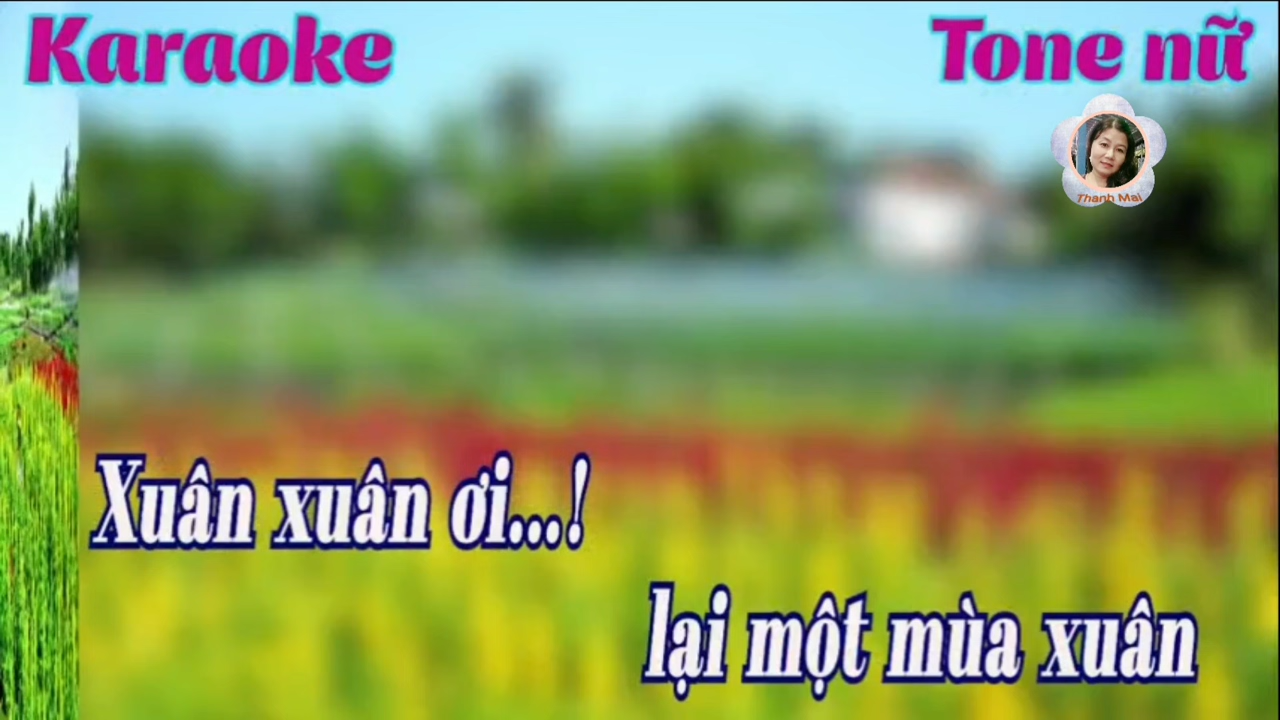 Karaoke
Tone nữ
Thanh Mai
Xuân xuân ơi...!
lại một mùa xuân